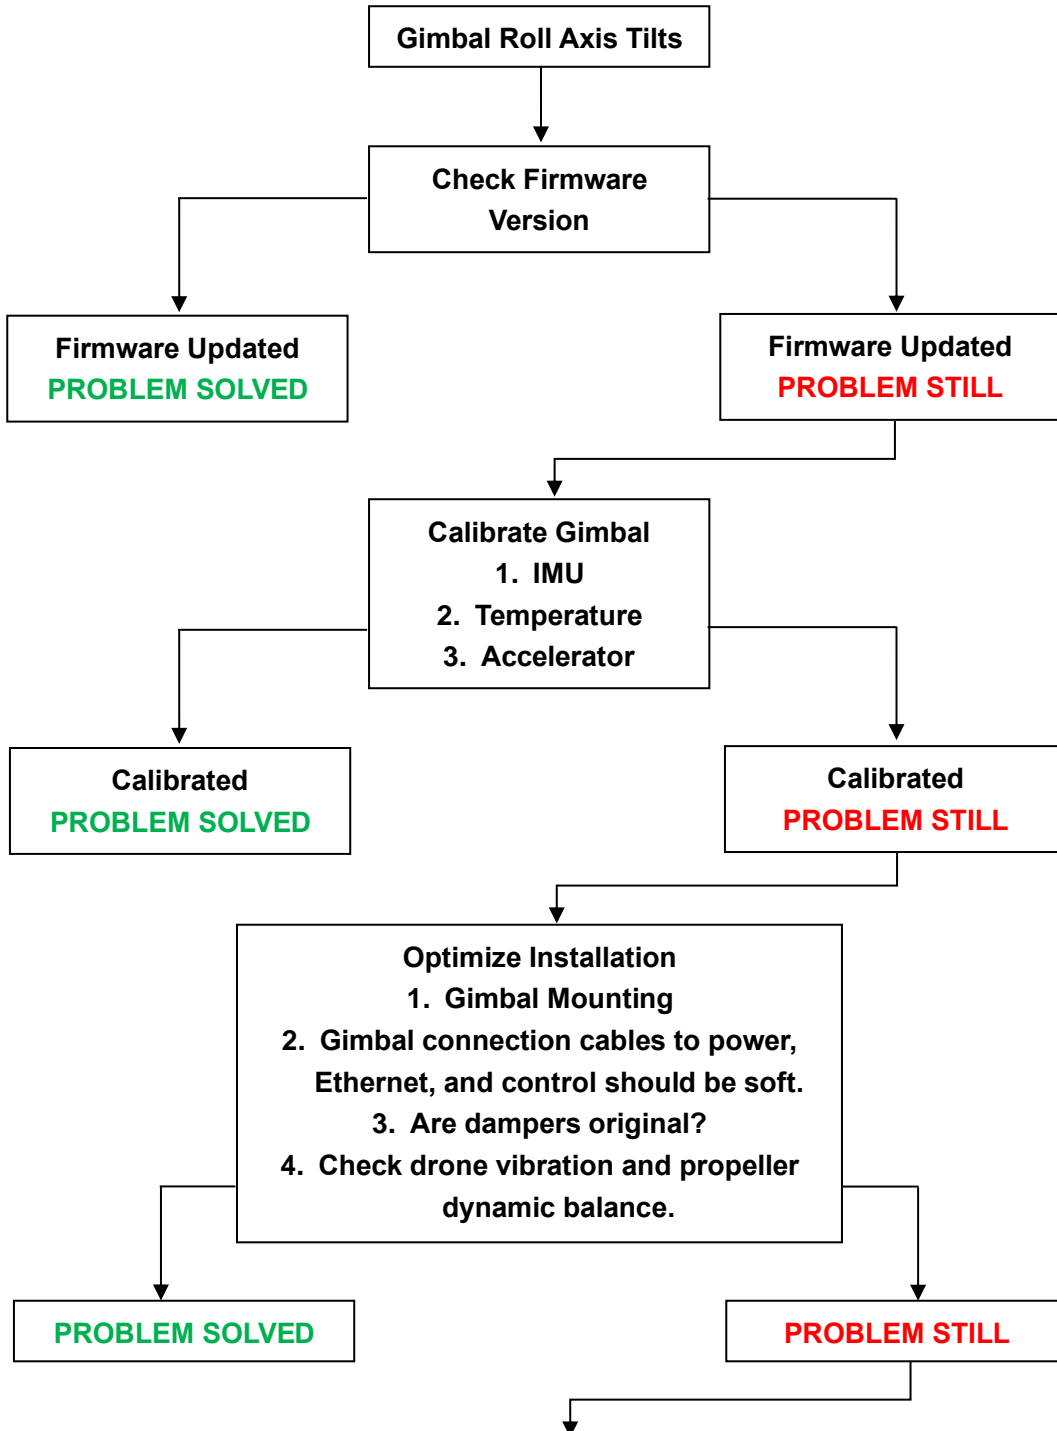 Gimbal Roll Axis Tilts
Check Firmware
Version
Firmware Updated
PROBLEM SOLVED
Firmware Updated
PROBLEM STILL
Calibrate Gimbal
1. IMU
2. Temperature
3. Accelerator
Calibrated
PROBLEM SOLVED
Calibrated
PROBLEM STILL
Optimize Installation
1. Gimbal Mounting
2. Gimbal connection cables to power,
Ethernet, and control should be soft.
3. Are dampers original?
4. Check drone vibration and propeller
dynamic balance.
PROBLEM SOLVED
PROBLEM STILL